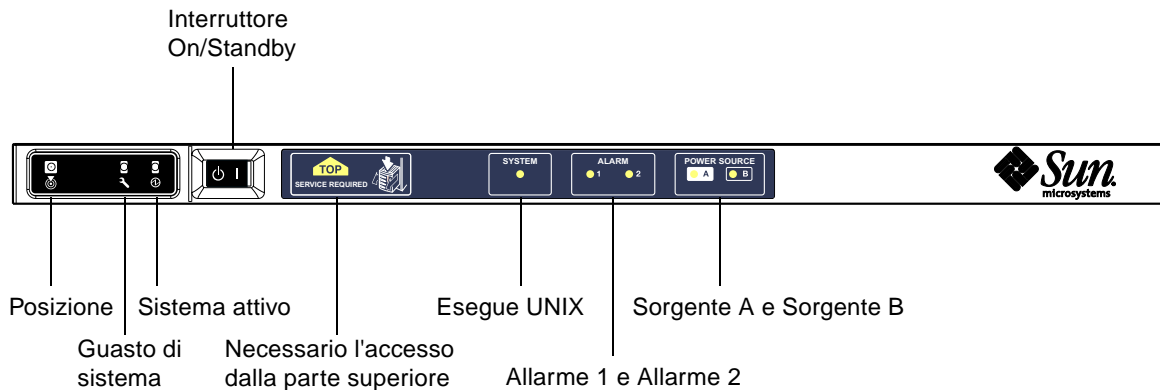 Interruttore
On/Standby
TOP
SERVICE REQUIRED
SYSTEM
ALARM
1 2
POWER SOURCE
A B
Sun.
microsystems
Posizione
Sistema attivo
Esegue UNIX
Sorgente A e Sorgente B
Guasto di
sistema
Necessario l'accesso
dalla parte superiore
Allarme 1 e Allarme 2